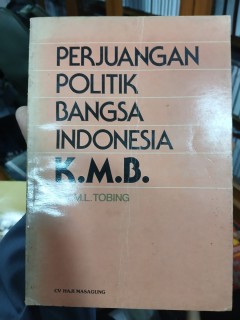 PERJUANGAN
POLITIK
BANGSA
INDONESIA
K.M.B.
M.L. TOBING
CV HAJI MASAGUNG